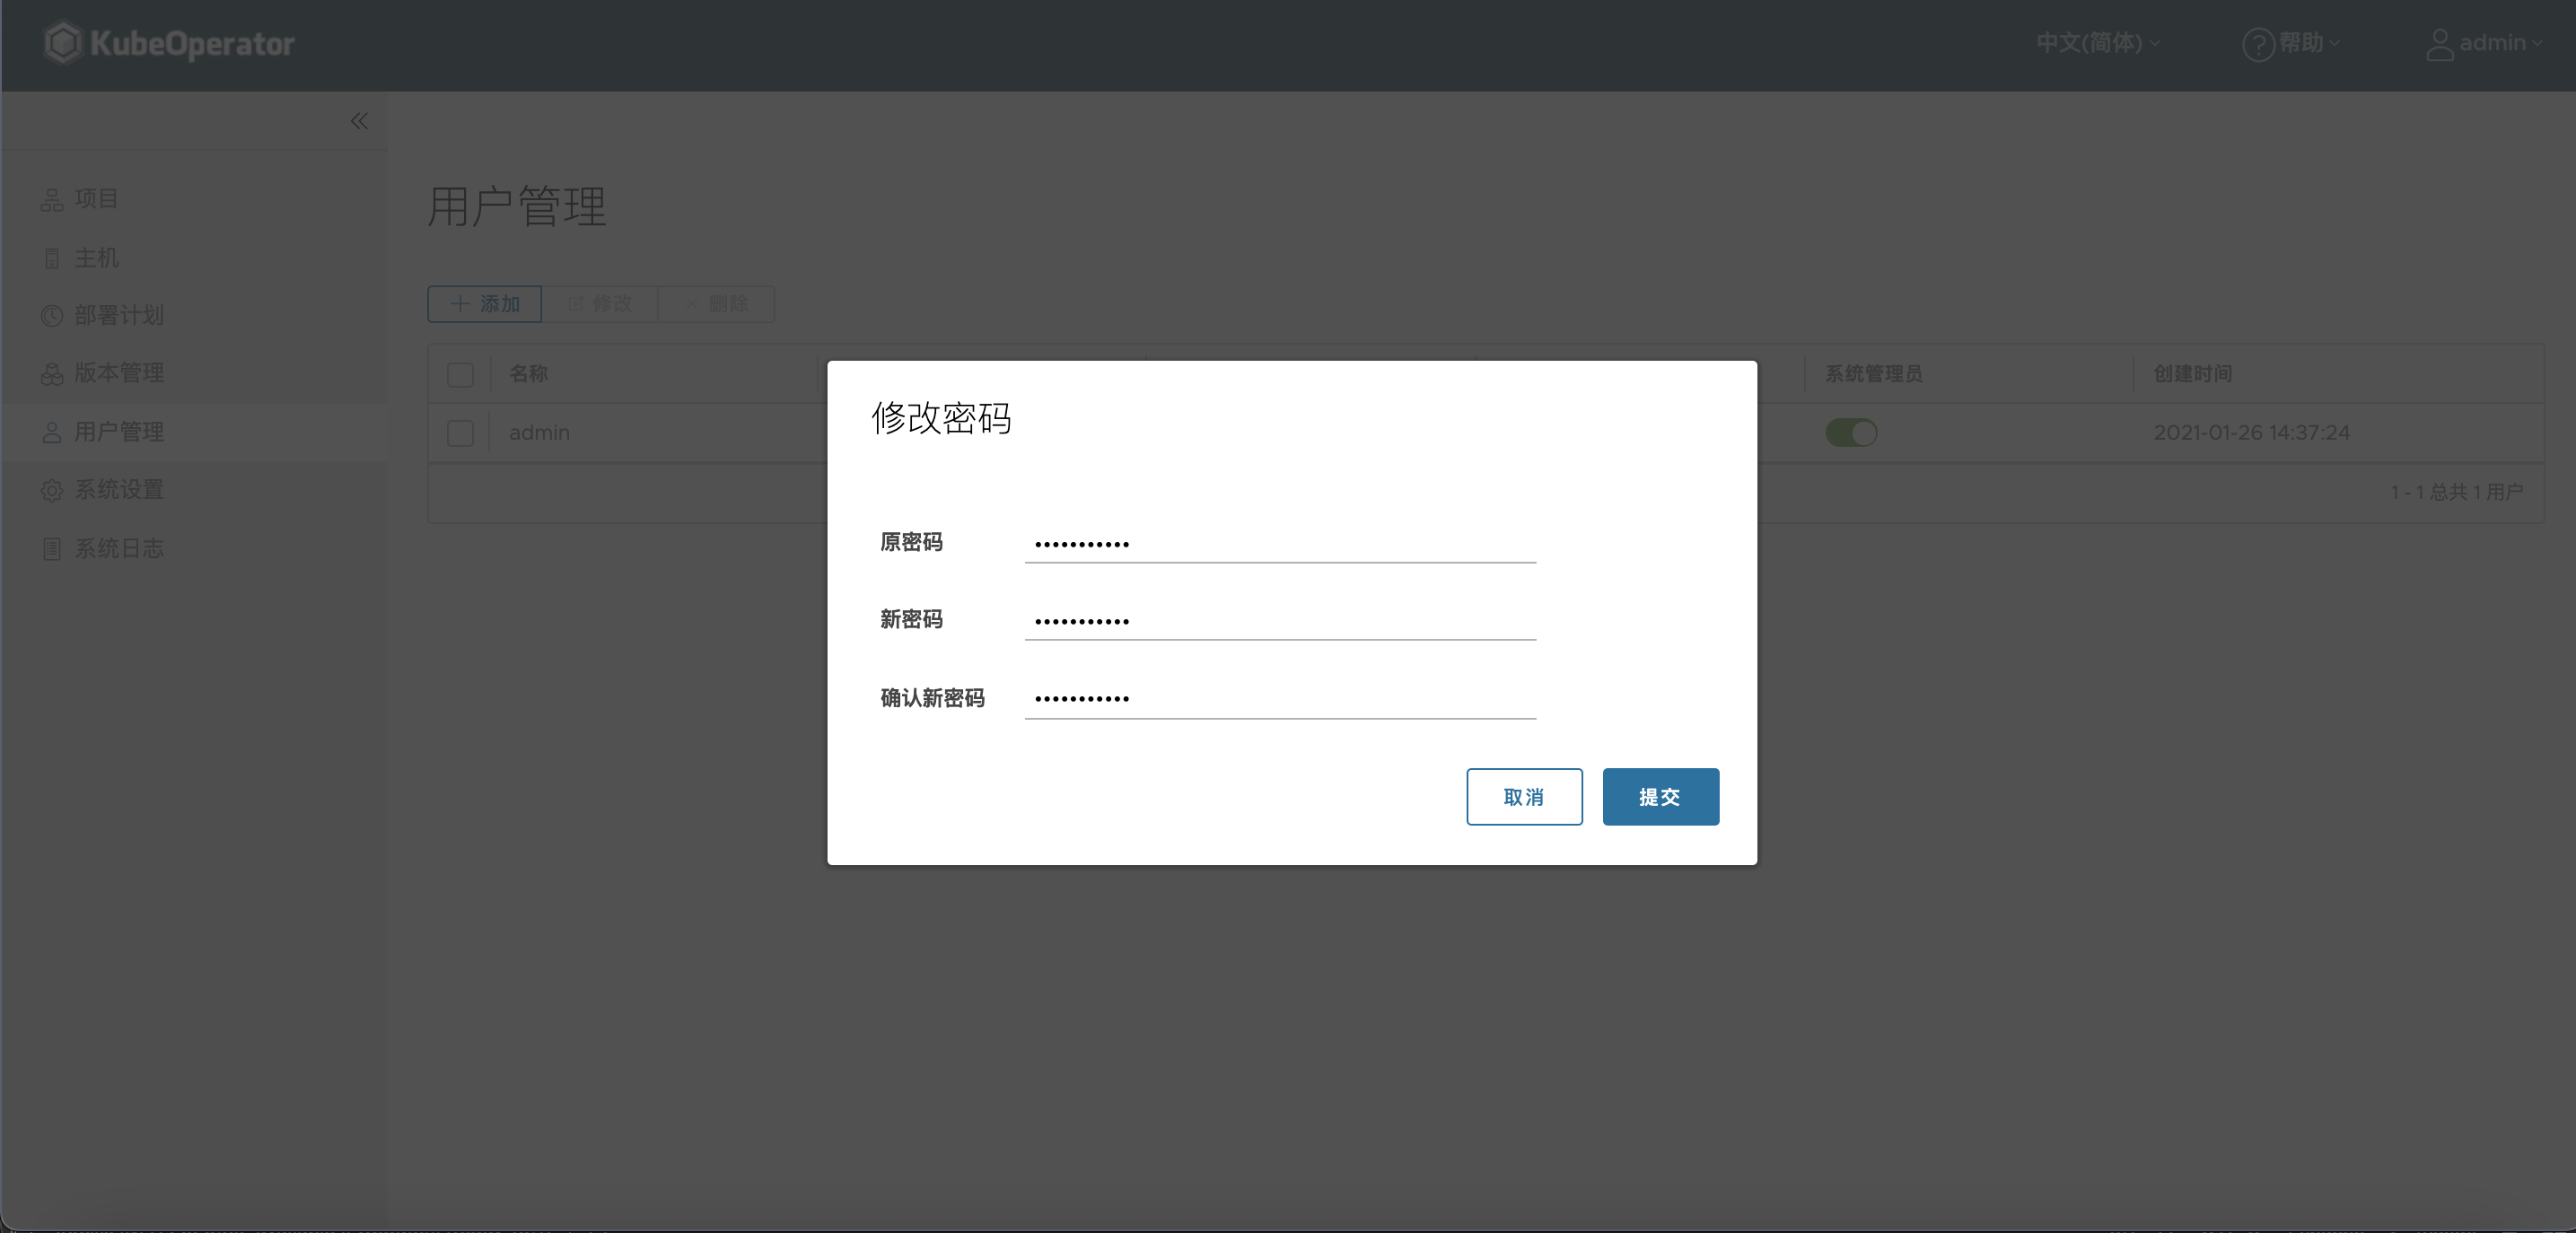 KubeOperator
中文(简体)
帮助
admin
项目
主机
部署计划
版本管理
用户管理
系统设置
系统日志
用户管理
添加
修改
删除
名称
系统管理员
创建时间
admin
2021-01-26 14:37:24
1 - 1 总共 1 用户
修改密码
原密码
•••••••••••
新密码
•••••••••••
确认新密码
•••••••••••
取消
提交